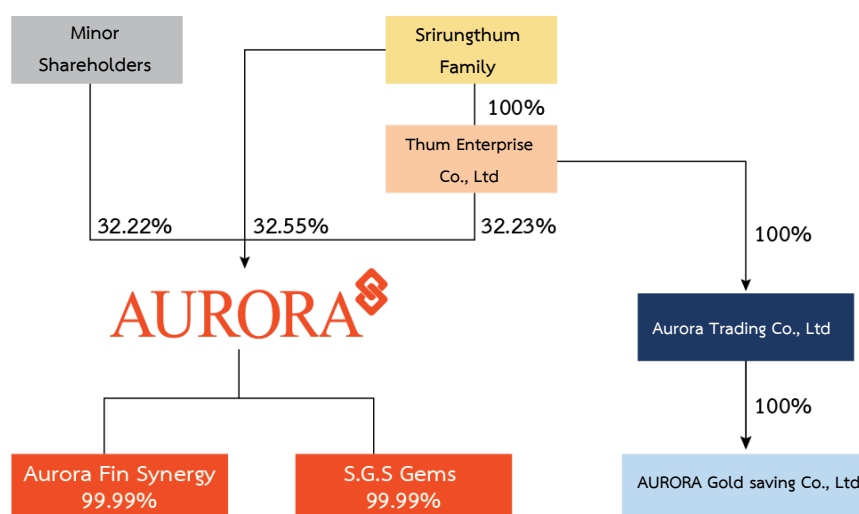 Minor
Shareholders
Srirungthum
Family
100%
Thum Enterprise
Co., Ltd
32.22%
32.55%
32.23%
100%
AURORA
Aurora Trading Co., Ltd
100%
Aurora Fin Synergy
99.99%
S.G.S Gems
99.99%
AURORA Gold saving Co., Ltd